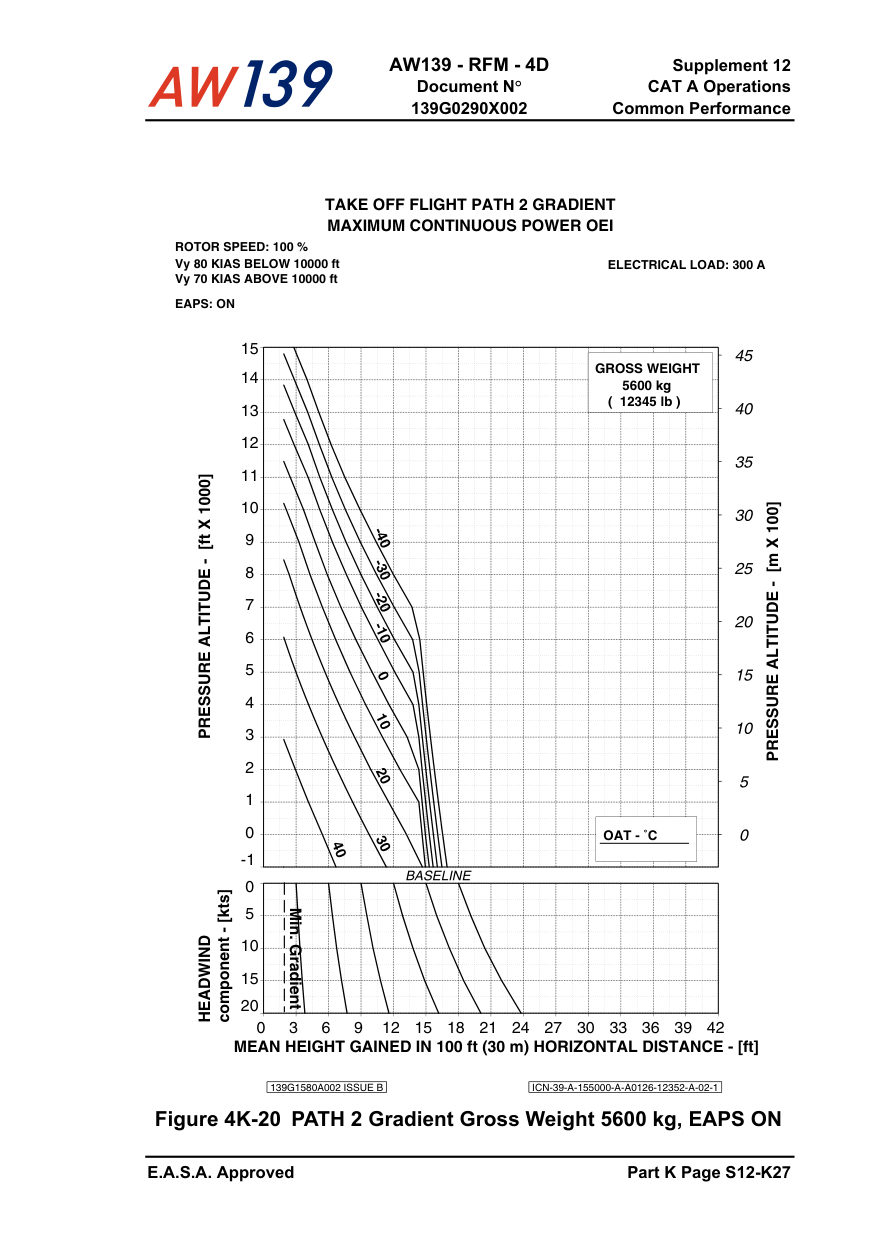 AW139
AW139 - RFM - 4D
Document N°
139G0290X002
Supplement 12
CAT A Operations
Common Performance
TAKE OFF FLIGHT PATH 2 GRADIENT
MAXIMUM CONTINUOUS POWER OEI
ROTOR SPEED: 100 %
Vy 80 KIAS BELOW 10000 ft
Vy 70 KIAS ABOVE 10000 ft
ELECTRICAL LOAD: 300 A
EAPS: ON
GROSS WEIGHT
5600 kg
( 12345 lb )
PRESSURE ALTITUDE - [ft X 1000]
15
14
13
12
11
10
9
8
7
6
5
4
3
2
1
0
-1
-40
-30
-20
-10
0
10
20
30
40
45
40
35
30
25
20
15
10
5
0
PRESSURE ALTITUDE - [m X 100]
OAT - °C
BASELINE
HEADWIND
component - [kts]
0
5
10
15
20
Min. Gradient
0 3 6 9 12 15 18 21 24 27 30 33 36 39 42
MEAN HEIGHT GAINED IN 100 ft (30 m) HORIZONTAL DISTANCE - [ft]
139G1580A002 ISSUE B
ICN-39-A-155000-A-A0126-12352-A-02-1
Figure 4K-20 PATH 2 Gradient Gross Weight 5600 kg, EAPS ON
E.A.S.A. Approved
Part K Page S12-K27